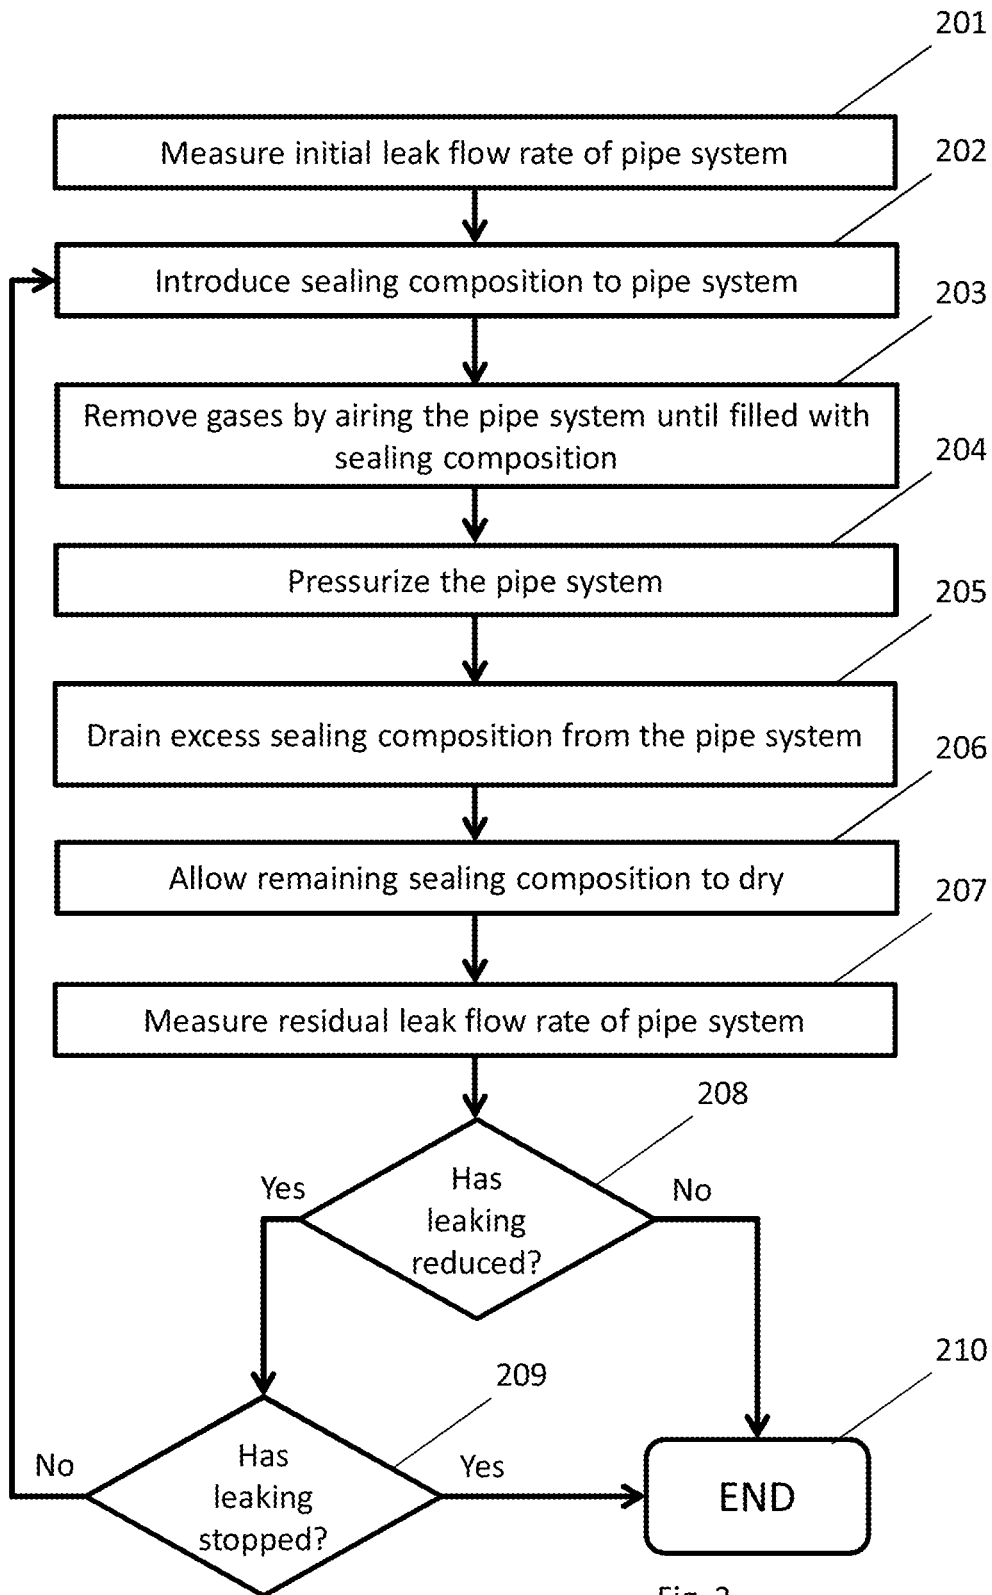 201
Measure initial leak flow rate of pipe system
202
Introduce sealing composition to pipe system
203
Remove gases by airing the pipe system until filled with
sealing composition
204
Pressurize the pipe system
205
Drain excess sealing composition from the pipe system
206
Allow remaining sealing composition to dry
207
Measure residual leak flow rate of pipe system
208
Yes
Has
leaking
reduced?
No
209
210
No
Has
leaking
stopped?
Yes
END
Fig.